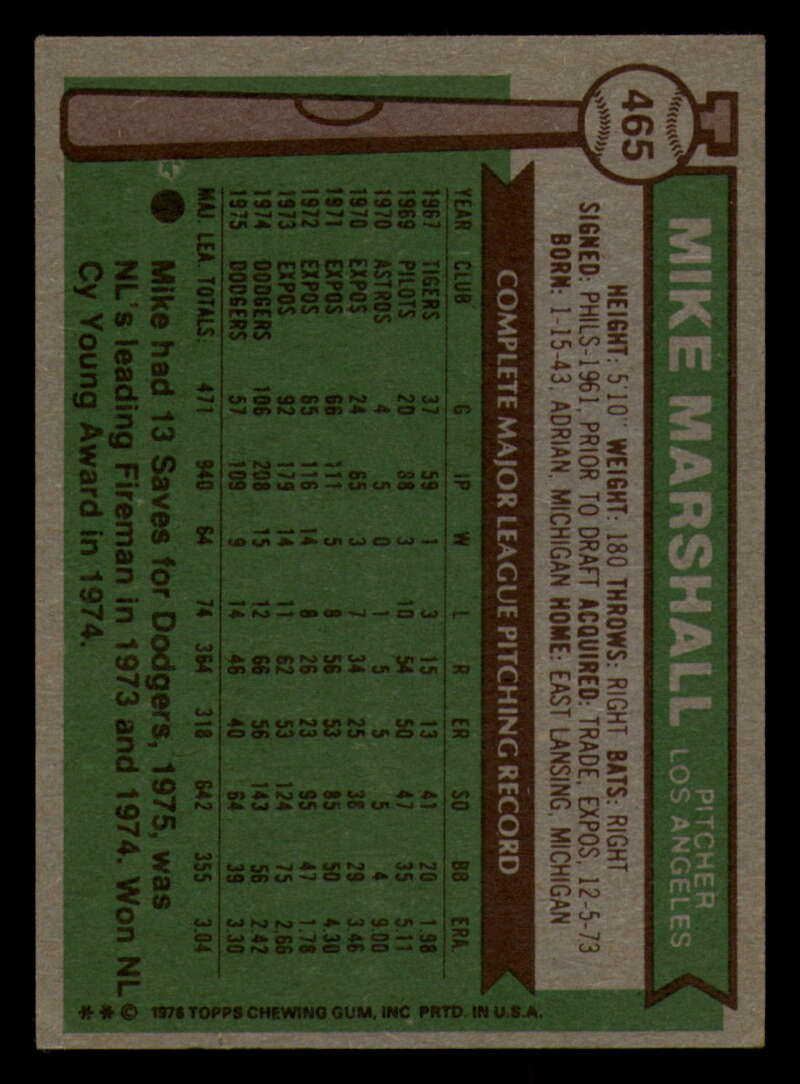 465
MIKE MARSHALL PITCHER
LOS ANGELES
HEIGHT: 5'10" WEIGHT: 180 THROWS: RIGHT BATS: RIGHT
SIGNED: PHILS-1961, PRIOR TO DRAFT ACQUIRED: TRADE, EXPOS, 12-5-73
BORN: 1-15-43, ADRIAN, MICHIGAN HOME: EAST LANSING, MICHIGAN
COMPLETE MAJOR LEAGUE PITCHING RECORD
YEAR CLUB G IP W L R ER SO BB ERA
1967 TIGERS 37 59 1 3 15 13 41 20 1.98
1969 PILOTS 20 88 3 10 54 50 47 35 5.11
1970 ASTROS 4 5 0 1 5 5 5 4 9.00
1970 EXPOS 24 65 3 7 34 25 38 29 3.46
1971 EXPOS 66 111 5 8 56 53 85 50 4.30
1972 EXPOS 65 116 14 8 26 23 95 47 1.78
1973 EXPOS 92 179 14 11 62 53 124 75 2.66
1974 DODGERS 106 208 15 12 66 56 143 56 2.42
1975 DODGERS 57 109 9 14 46 40 64 39 3.30
MAJ. LEA. TOTALS. 471 940 64 74 364 318 642 355 3.04
Mike had 13 Saves for Dodgers, 1975, was
NL's leading Fireman in 1973 and 1974. Won NL
Cy Young Award in 1974.
**© 1976 TOPPS CHEWING GUM, INC PRTD. IN U.S.A.